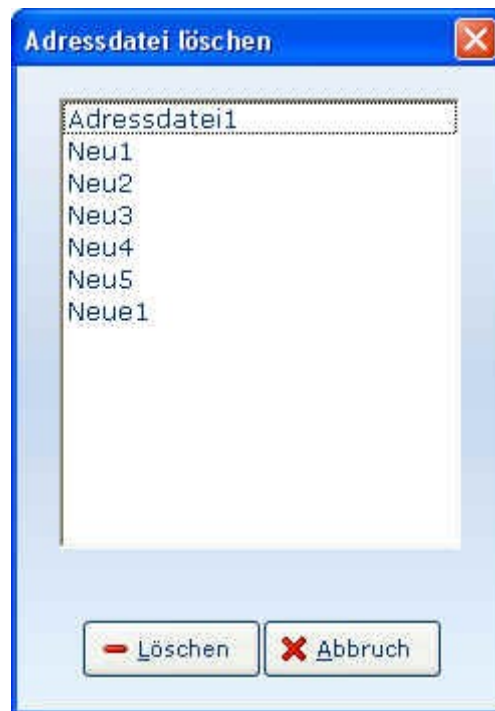 Adressdatei löschen
Adressdatei1
Neu1
Neu2
Neu3
Neu4
Neu5
Neue1
Löschen Abbruch